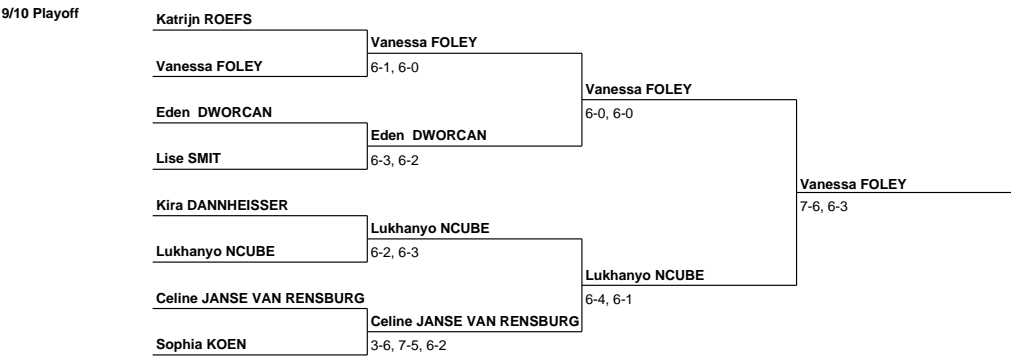 9/10 Playoff
Katrijn ROEFS
Vanessa FOLEY
Vanessa FOLEY
6-1, 6-0
Vanessa FOLEY
Eden  DWORCAN
6-0, 6-0
Eden  DWORCAN
Lise SMIT
6-3, 6-2
Vanessa FOLEY
Kira DANNHEISSER
7-6, 6-3
Lukhanyo NCUBE
Lukhanyo NCUBE
6-2, 6-3
Lukhanyo NCUBE
Celine JANSE VAN RENSBURG
6-4, 6-1
Celine JANSE VAN RENSBURG
Sophia KOEN
3-6, 7-5, 6-2